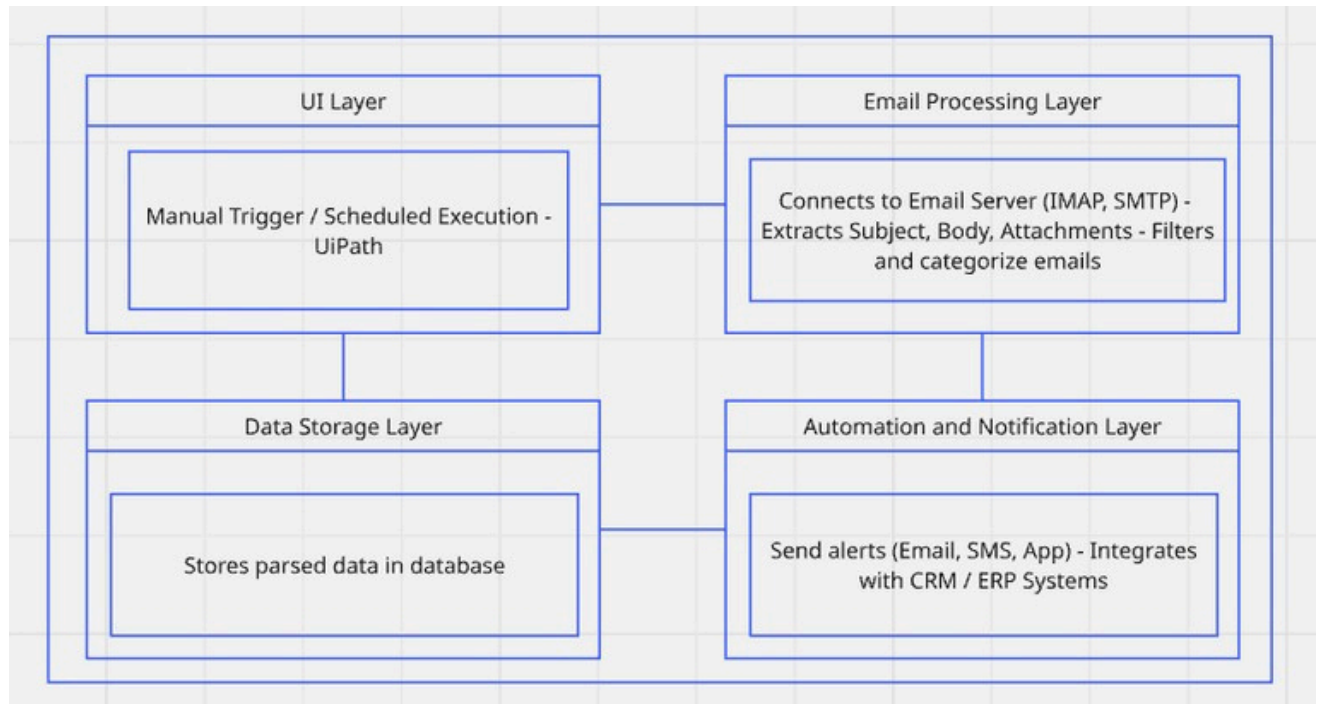 UI Layer
Manual Trigger / Scheduled Execution -
UiPath
Email Processing Layer
Connects to Email Server (IMAP, SMTP) -
Extracts Subject, Body, Attachments - Filters
and categorize emails
Data Storage Layer
Stores parsed data in database
Automation and Notification Layer
Send alerts (Email, SMS, App) - Integrates
with CRM / ERP Systems